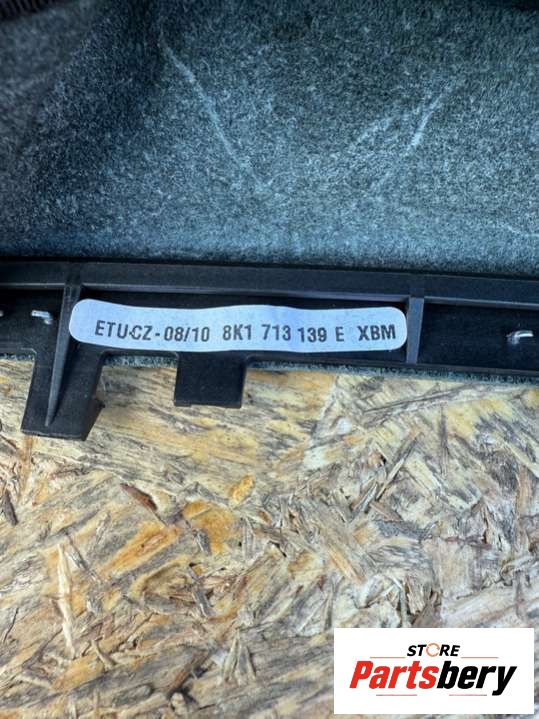 ETU-CZ-08/10 8K1 713 139 E XBM
STORE
Partsbery